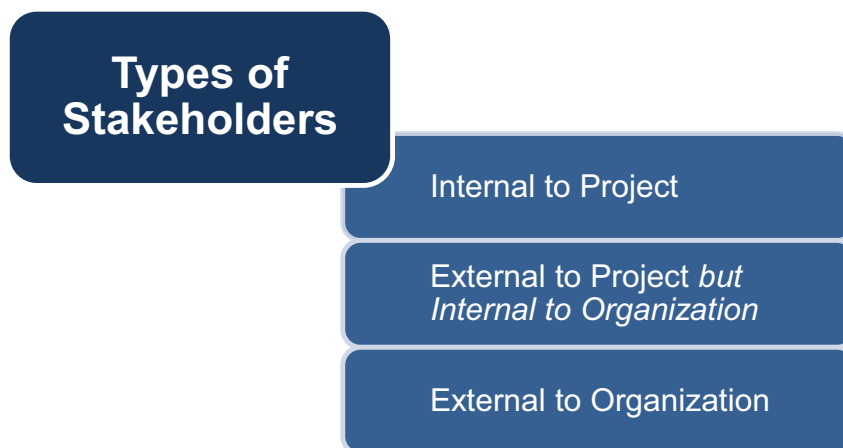 Types of
Stakeholders
Internal to Project
External to Project but
Internal to Organization
External to Organization